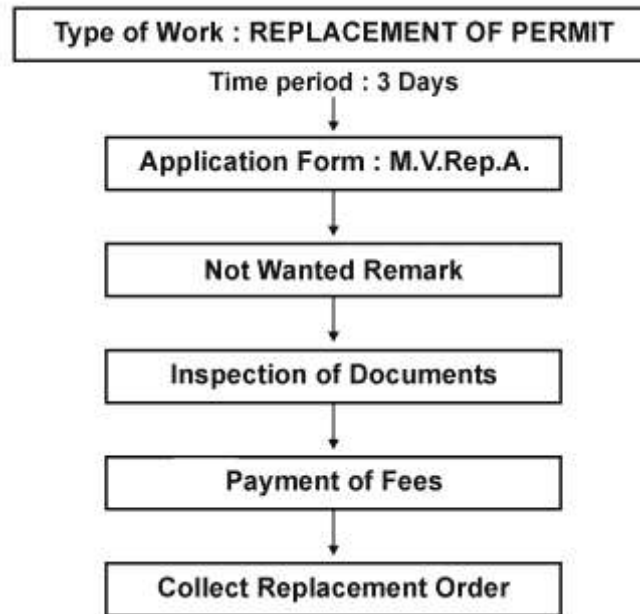 Type of Work : REPLACEMENT OF PERMIT
Time period : 3 Days
Application Form : M.V.Rep.A.
Not Wanted Remark
Inspection of Documents
Payment of Fees
Collect Replacement Order